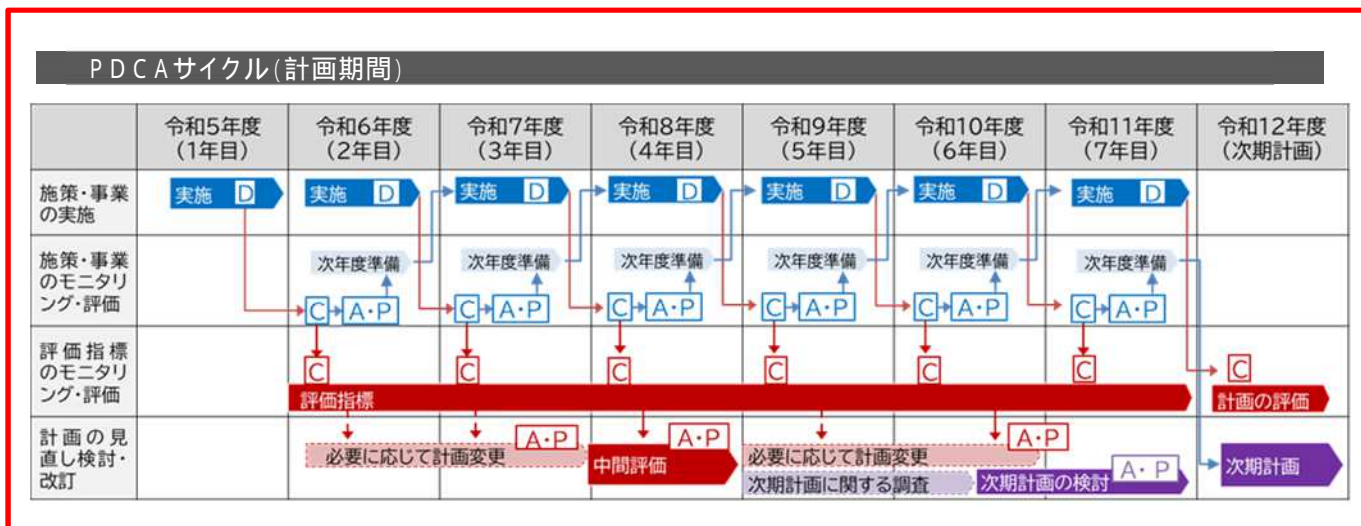 PDCAサイクル(計画期間)
令和5年度
(1年目)
令和6年度
(2年目)
令和7年度
(3年目)
令和8年度
(4年目)
令和9年度
(5年目)
令和10年度
(6年目)
令和11年度
(7年目)
令和12年度
(次期計画)
施策・事業
の実施
実施 D
実施 D
実施 D
実施 D
実施 D
実施 D
実施 D
施策・事業
のモニタリ
ング・評価
次年度準備
次年度準備
次年度準備
次年度準備
次年度準備
次年度準備
C A・P
C A・P
C A・P
C A・P
C A・P
C A・P
評価指標
のモニタリ
ング・評価
C
C
C
C
C
C
C
評価指標
計画の評価
計画の見
直し検討・
改訂
A・P
A・P
A・P
必要に応じて計画変更
中間評価
必要に応じて計画変更
次期計画に関する調査
次期計画の検討
A・P
次期計画